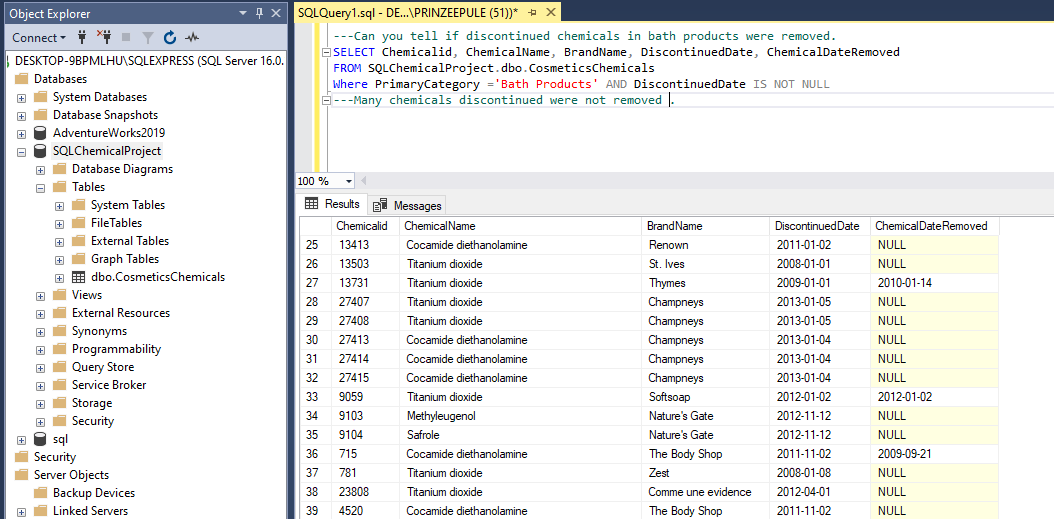 Object Explorer
Connect
DESKTOP-9BPMLHU\SQLEXPRESS (SQL Server 16.0.
Databases
System Databases
Database Snapshots
AdventureWorks2019
SQLChemicalProject
Database Diagrams
Tables
System Tables
FileTables
External Tables
Graph Tables
dbo.CosmeticsChemicals
Views
External Resources
Synonyms
Programmability
Query Store
Service Broker
Storage
Security
sql
Security
Server Objects
Backup Devices
Linked Servers
SQLQuery1.sql - DE...\PRINZEEPULE (51))*
---Can you tell if discontinued chemicals in bath products were removed.
SELECT Chemicalid, ChemicalName, BrandName, DiscontinuedDate, ChemicalDateRemoved
FROM SQLChemicalProject.dbo.CosmeticsChemicals
Where PrimaryCategory ='Bath Products' AND DiscontinuedDate IS NOT NULL
---Many chemicals discontinued were not removed .
100 %
Results Messages
Chemicalid ChemicalName BrandName DiscontinuedDate ChemicalDateRemoved
25 13413 Cocamide diethanolamine Renown 2011-01-02 NULL
26 13503 Titanium dioxide St. Ives 2008-01-01 NULL
27 13731 Titanium dioxide Thymes 2009-01-01 2010-01-14
28 27407 Titanium dioxide Champneys 2013-01-05 NULL
29 27408 Titanium dioxide Champneys 2013-01-05 NULL
30 27413 Cocamide diethanolamine Champneys 2013-01-04 NULL
31 27414 Cocamide diethanolamine Champneys 2013-01-04 NULL
32 27415 Cocamide diethanolamine Champneys 2013-01-04 NULL
33 9059 Titanium dioxide Softsoap 2012-01-02 2012-01-02
34 9103 Methyleugenol Nature's Gate 2012-11-12 NULL
35 9104 Safrole Nature's Gate 2012-11-12 NULL
36 715 Cocamide diethanolamine The Body Shop 2011-11-02 2009-09-21
37 781 Titanium dioxide Zest 2008-01-08 NULL
38 23808 Titanium dioxide Comme une evidence 2012-04-01 NULL
39 4520 Cocamide diethanolamine The Body Shop 2011-11-02 NULL